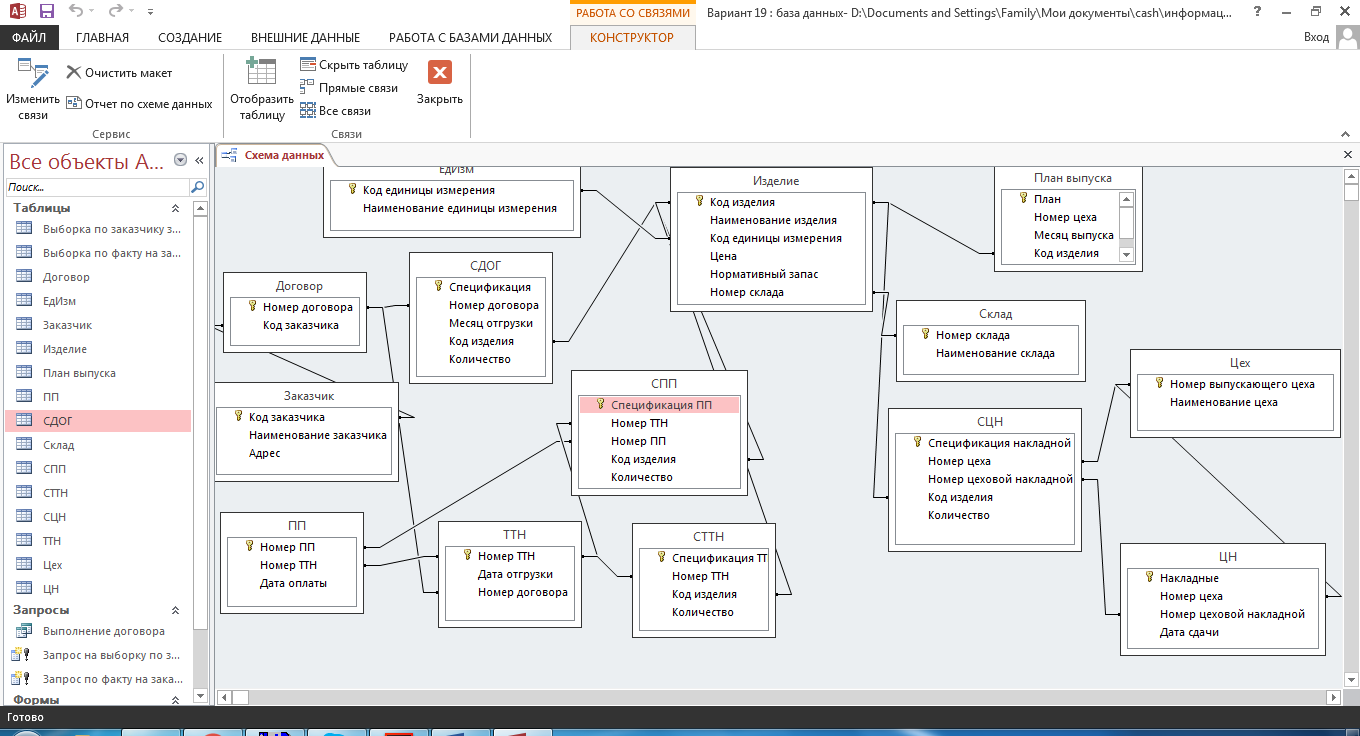 РАБОТА СО СВЯЗЯМИ
Вариант 19 : база данных- D:\Documents and Settings\Family\Мои документы\cash\информац...
?
ФАЙЛ
ГЛАВНАЯ
СОЗДАНИЕ
ВНЕШНИЕ ДАННЫЕ
РАБОТА С БАЗАМИ ДАННЫХ
КОНСТРУКТОР
Вход
Изменить связи
Очистить макет
Отчет по схеме данных
Сервис
Отобразить таблицу
Скрыть таблицу
Прямые связи
Все связи
Закрыть
Связи
Все объекты A...
Поиск...
Таблицы
Выборка по заказчику з...
Выборка по факту на за...
Договор
ЕдИзм
Заказчик
Изделие
План выпуска
ПП
СДОГ
Склад
СПП
СТТН
СЦН
ТТН
Цех
ЦН
Запросы
Выполнение договора
Запрос на выборку по з...
Запрос по факту на зака...
Формы
Схема данных
ЕдИзм
Код единицы измерения
Наименование единицы измерения
Изделие
Код изделия
Наименование изделия
Код единицы измерения
Цена
Нормативный запас
Номер склада
План выпуска
План
Номер цеха
Месяц выпуска
Код изделия
Договор
Номер договора
Код заказчика
СДОГ
Спецификация
Номер договора
Месяц отгрузки
Код изделия
Количество
Склад
Номер склада
Наименование склада
Цех
Номер выпускающего цеха
Наименование цеха
Заказчик
Код заказчика
Наименование заказчика
Адрес
СПП
Спецификация ПП
Номер ТТН
Номер ПП
Код изделия
Количество
СЦН
Спецификация накладной
Номер цеха
Номер цеховой накладной
Код изделия
Количество
ПП
Номер ПП
Номер ТТН
Дата оплаты
ТТН
Номер ТТН
Дата отгрузки
Номер договора
СТТН
Спецификация ТТ
Номер ТТН
Код изделия
Количество
ЦН
Накладные
Номер цеха
Номер цеховой накладной
Дата сдачи
Готово